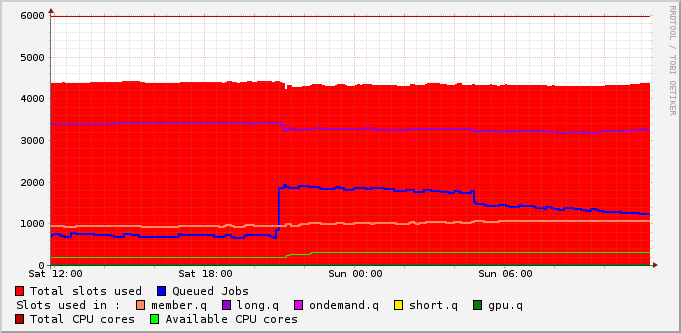 6000
5000
4000
3000
2000
1000
0
Sat 12:00 Sat 18:00 Sun 00:00 Sun 06:00
Total slots used Queued Jobs
Slots used in : member.q long.q ondemand.q short.q gpu.q
Total CPU cores Available CPU cores
RRDTOOL / TOBI OETIKER